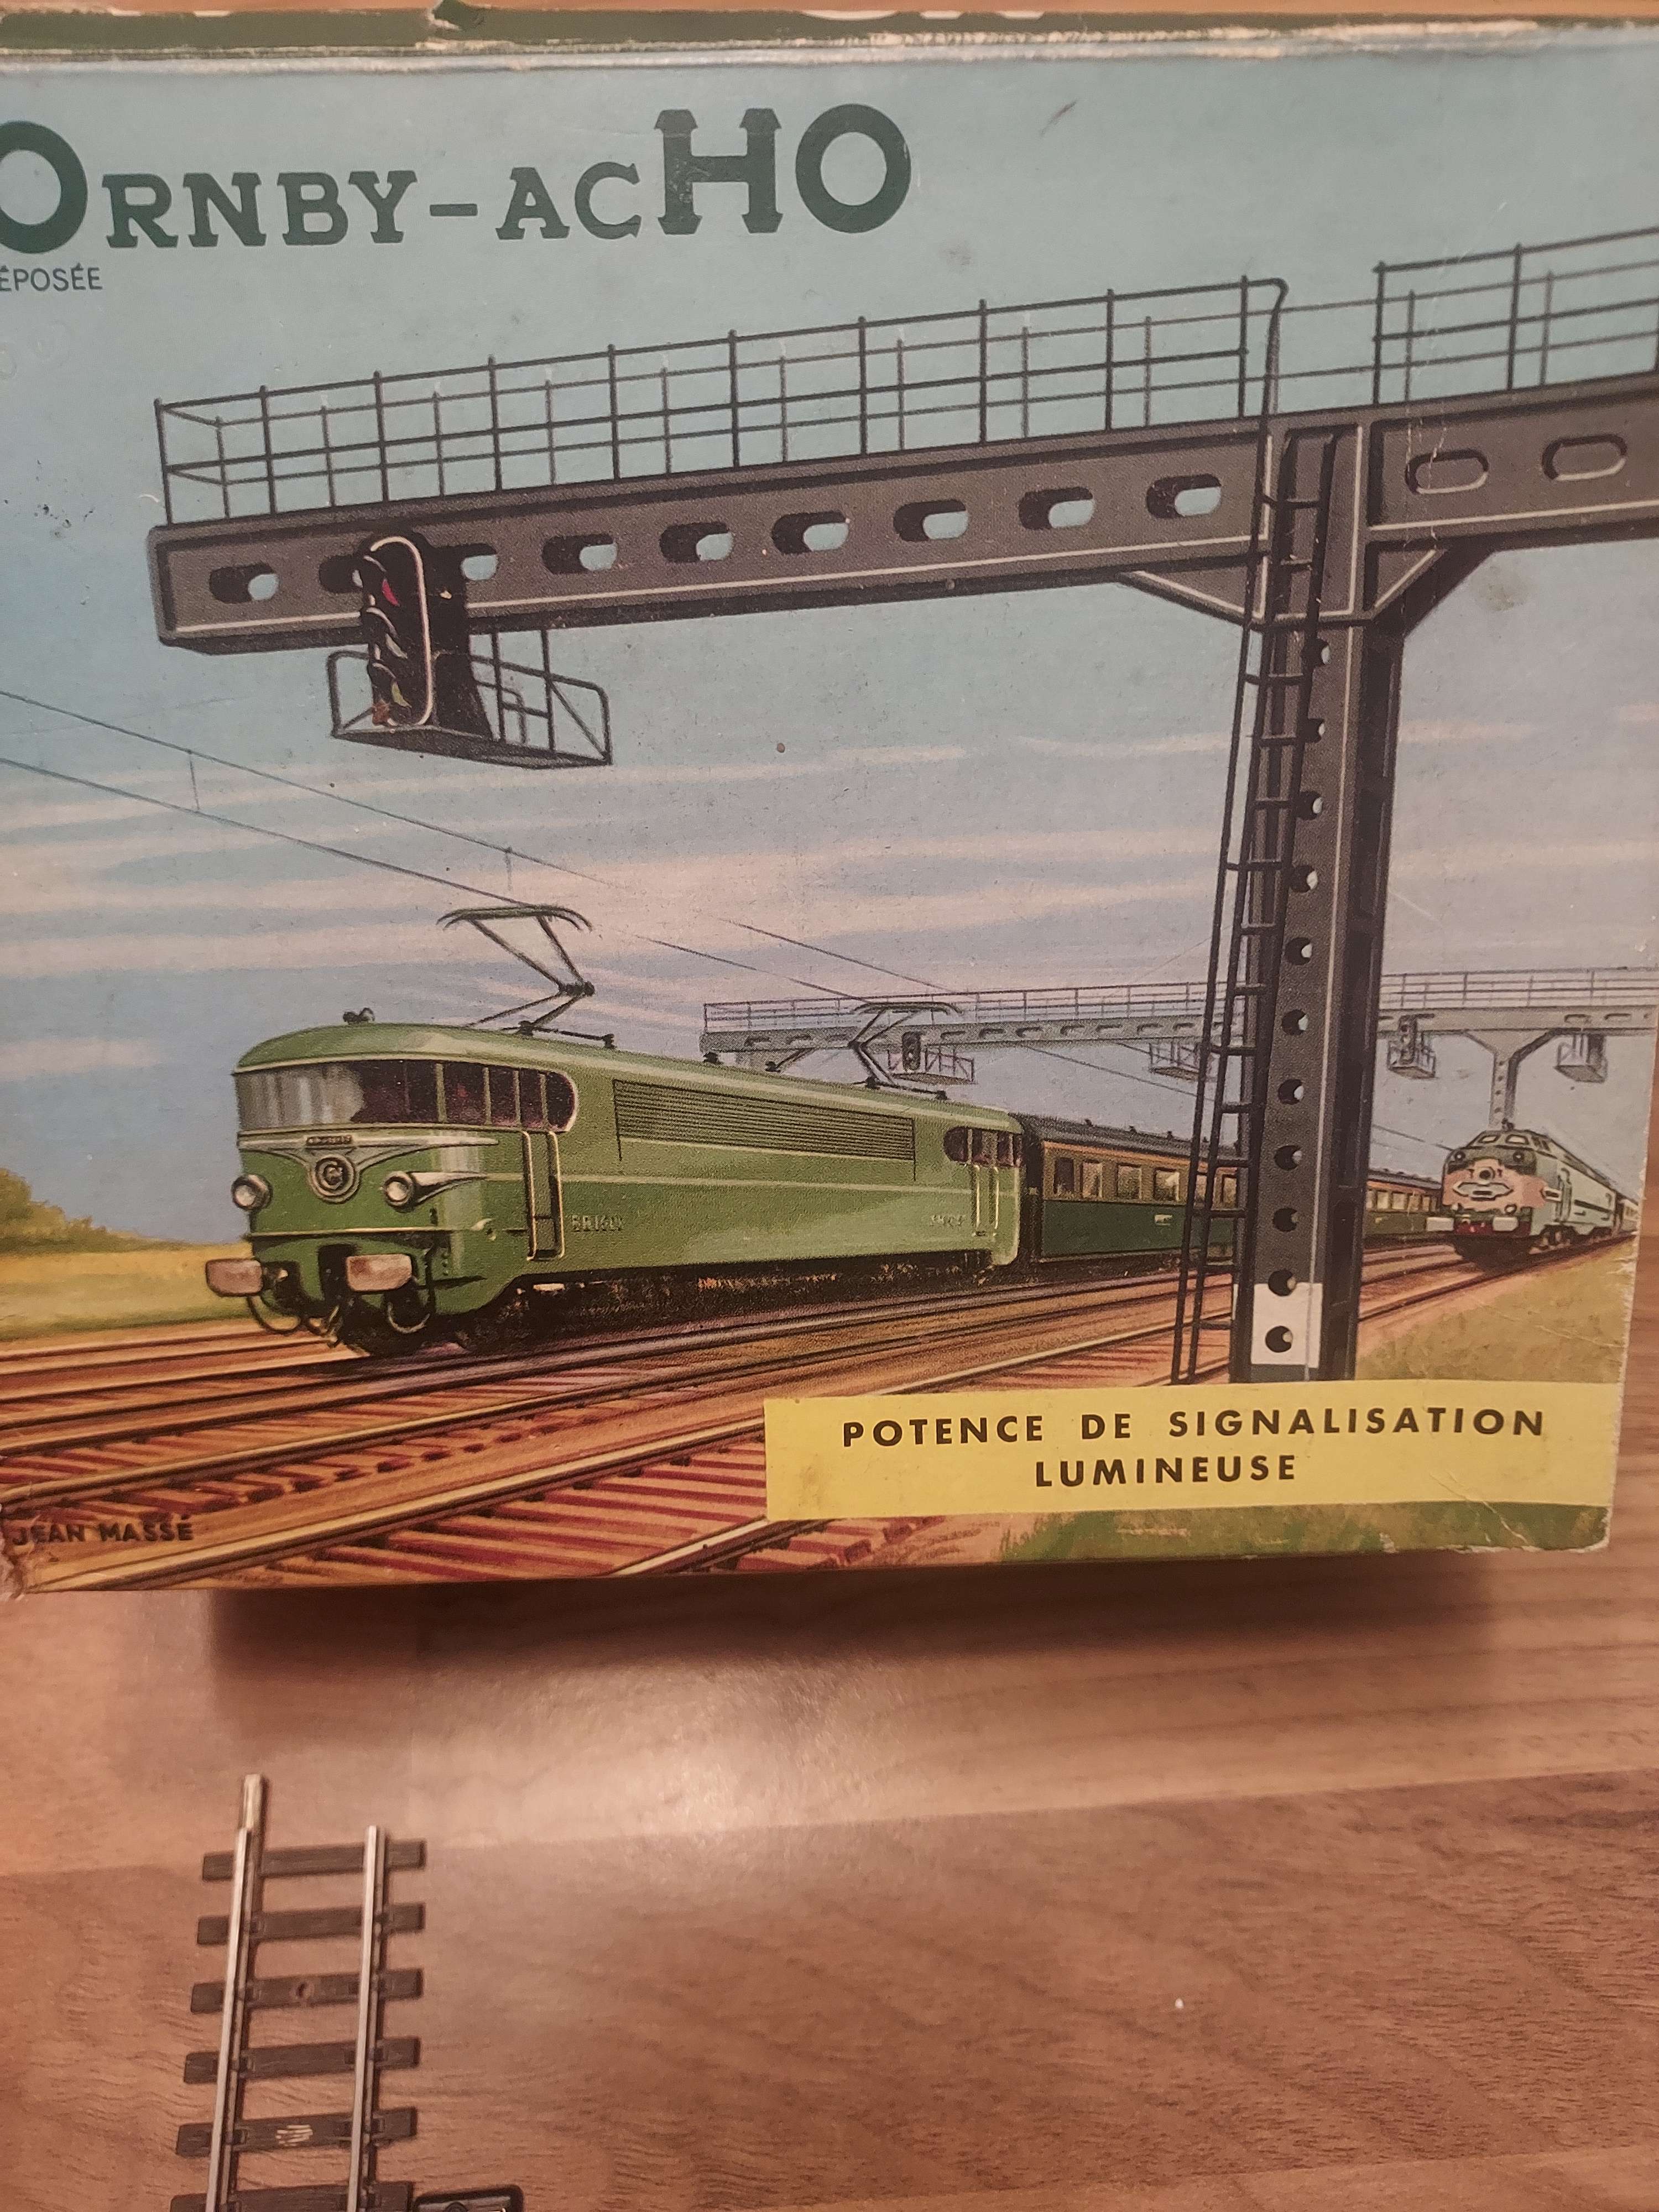 ORNBY-ACHO
ÉPOSÉE
POTENCE DE SIGNALISATION
LUMINEUSE
JEAN MASSÉ